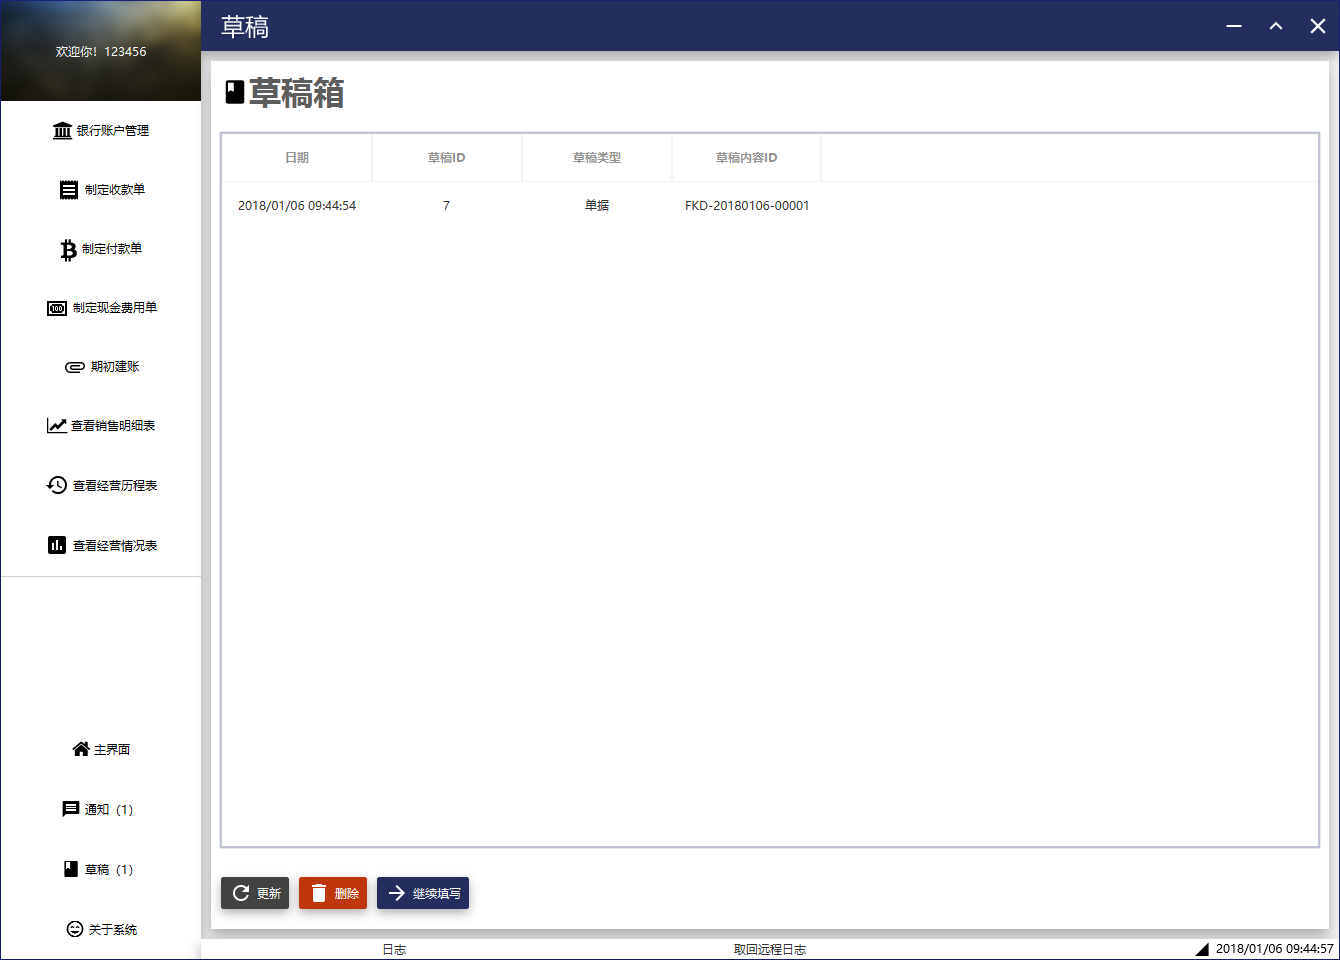 欢迎你！123456
草稿
银行账户管理
制定收款单
制定付款单
制定现金费用单
期初建账
查看销售明细表
查看经营历程表
查看经营情况表
主界面
通知（1）
草稿（1）
关于系统
草稿箱
日期 草稿ID 草稿类型 草稿内容ID
2018/01/06 09:44:54 7 单据 FKD-20180106-00001
更新 删除 继续填写
日志 取回远程日志 2018/01/06 09:44:57